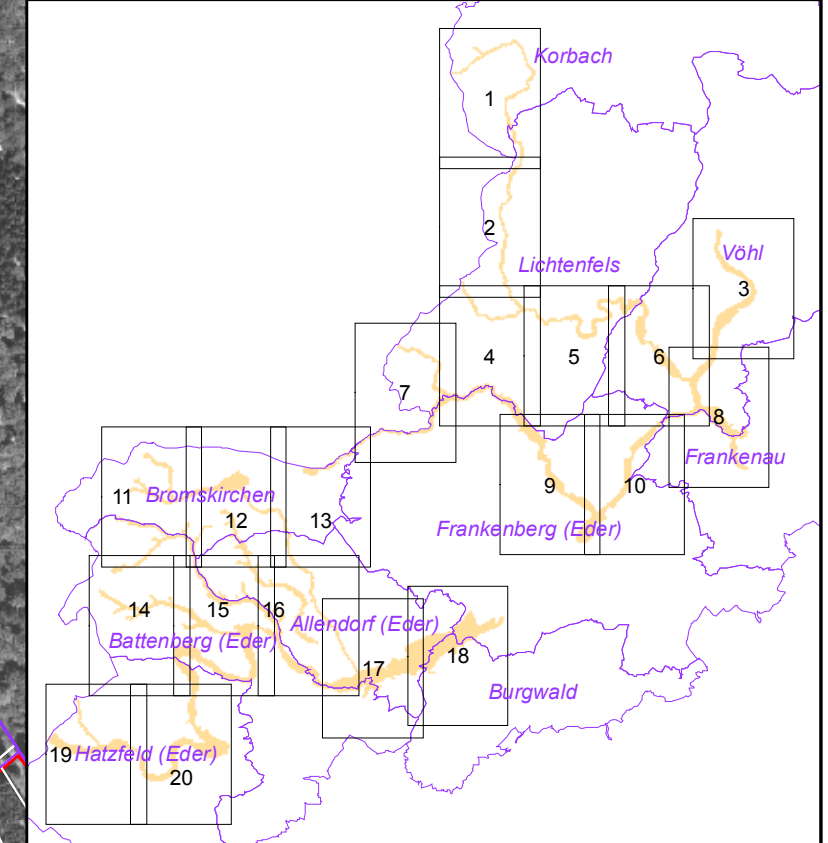 Korbach
1
2
Vöhl
Lichtenfels
3
4
5
6
7
8
Frankenau
9
10
11
Bromskirchen
12
13
Frankenberg (Eder)
14
15
16
Allendorf (Eder)
Battenberg (Eder)
17
18
Burgwald
19
Hatzfeld (Eder)
20